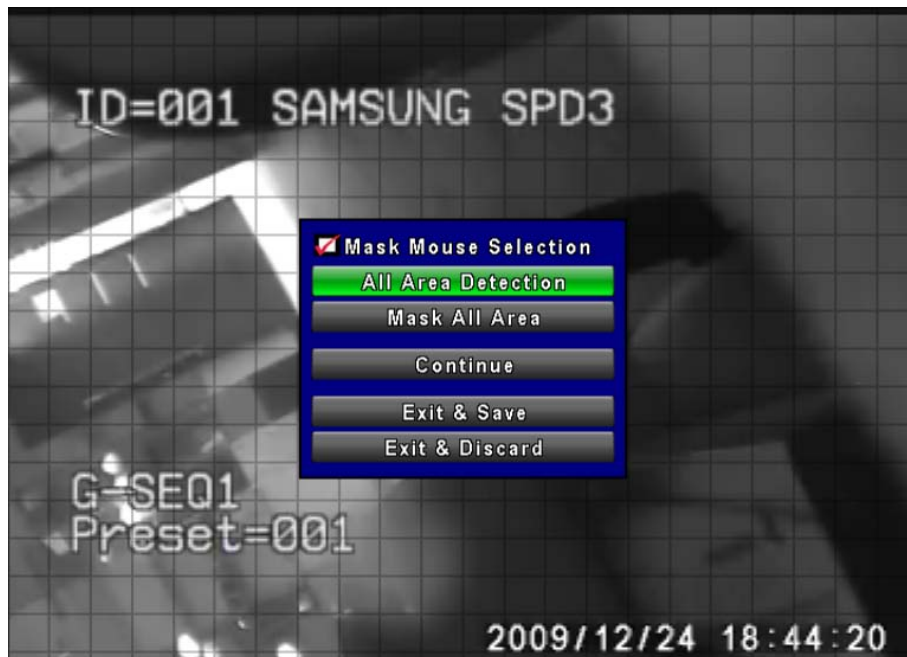 ID=001 SAMSUNG SPD3
Mask Mouse Selection
All Area Detection
Mask All Area
Continue
Exit & Save
Exit & Discard
G-SEQ1
Preset=001
2009/12/24 18:44:20